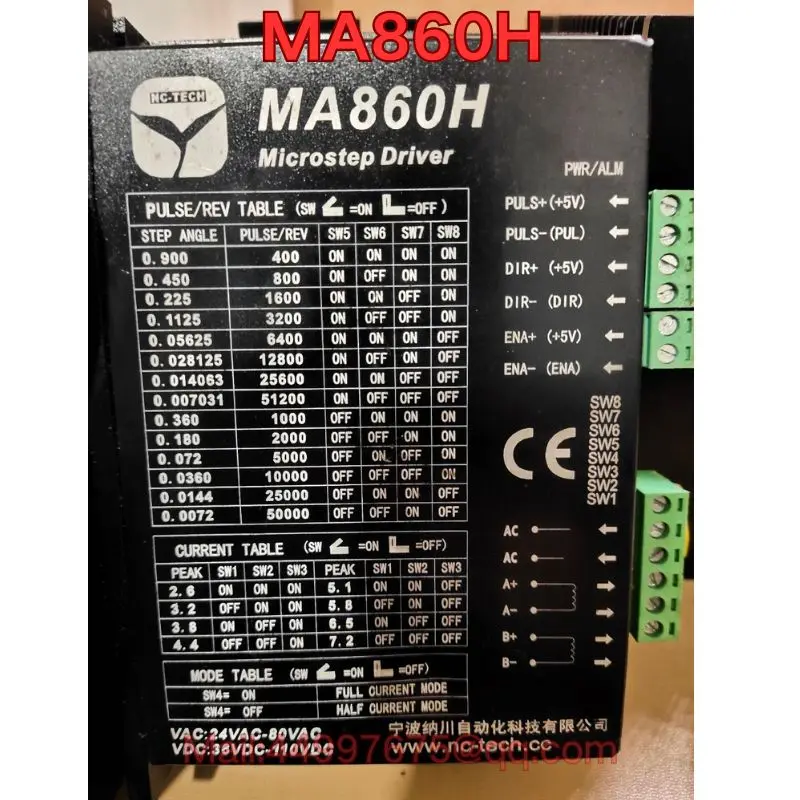 MA860H
NC-TECH
MA860H
Microstep Driver
PWR/ALM
PULSE/REV TABLE (SW =ON =OFF)
STEP ANGLE PULSE/REV SW5 SW6 SW7 SW8
0.900 400 ON ON ON ON
0.450 800 ON OFF ON ON
0.225 1600 ON ON OFF ON
0.1125 3200 ON OFF OFF ON
0.05625 6400 ON ON ON OFF
0.028125 12800 ON OFF ON OFF
0.014063 25600 ON ON OFF OFF
0.007031 51200 ON OFF OFF OFF
0.360 1000 OFF ON ON ON
0.180 2000 OFF OFF ON ON
0.072 5000 OFF ON OFF ON
0.0360 10000 OFF OFF OFF ON
0.0144 25000 OFF ON ON OFF
0.0072 50000 OFF OFF ON OFF
PULS+(+5V)
PULS-(PUL)
DIR+ (+5V)
DIR- (DIR)
ENA+ (+5V)
ENA- (ENA)
SW8
SW7
SW6
SW5
SW4
SW3
SW2
SW1
CE
AC
AC
A+
A-
B+
B-
CURRENT TABLE (SW =ON =OFF)
PEAK SW1 SW2 SW3 PEAK SW1 SW2 SW3
2.6 ON ON ON 5.1 ON ON OFF
3.2 OFF ON ON 5.8 OFF ON OFF
3.8 ON OFF ON 6.5 ON OFF OFF
4.4 OFF OFF ON 7.2 OFF OFF OFF
MODE TABLE (SW =ON =OFF)
SW4= ON FULL CURRENT MODE
SW4= OFF HALF CURRENT MODE
VAC:24VAC-80VAC
VDC:36VDC-110VDC
宁波纳川自动化科技有限公司
www.nc-tech.cc
Mail:44997675@qq.com